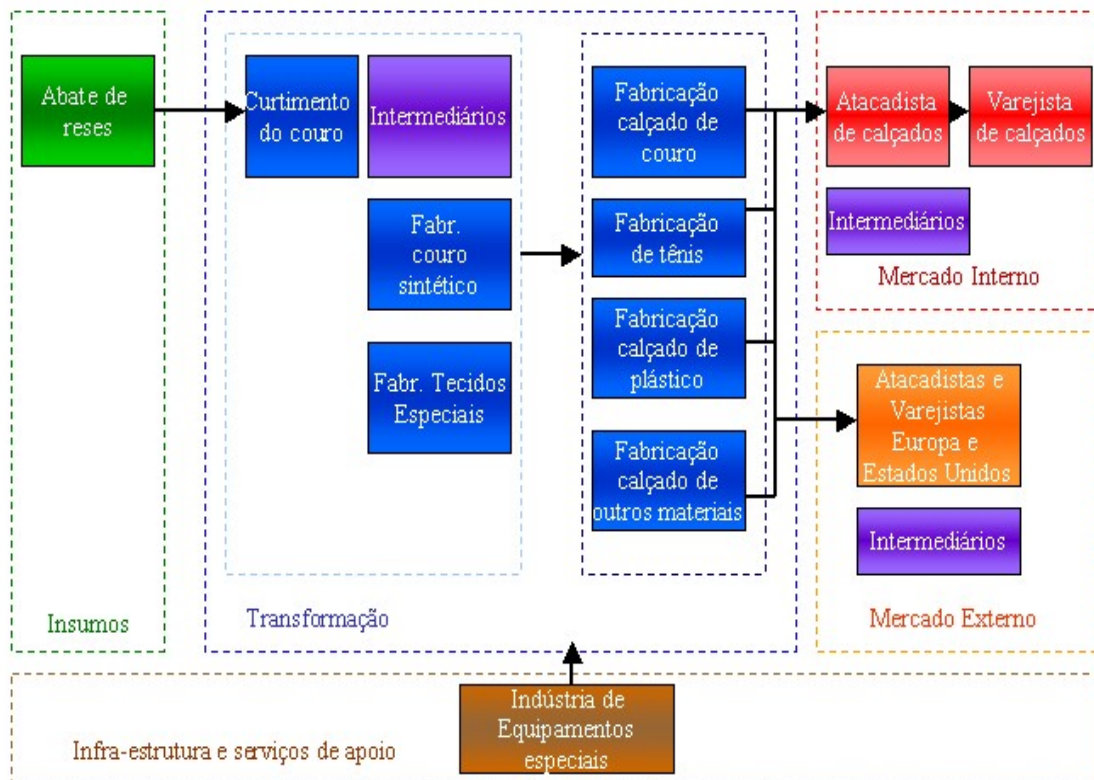 Abate de
reses
Insumos
Curtimento
do couro
Intermediários
Fabr.
couro
sintético
Fabr. Tecidos
Especiais
Fabricação
calçado de
couro
Fabricação
de tênis
Fabricação
calçado de
plástico
Fabricação
calçado de
outros materiais
Transformação
Atacadista
de calçados
Varejista
de calçados
Intermediários
Mercado Interno
Atacadistas e
Varejistas
Europa e
Estados Unidos
Intermediários
Mercado Externo
Indústria de
Equipamentos
especiais
Infra-estrutura e serviços de apoio